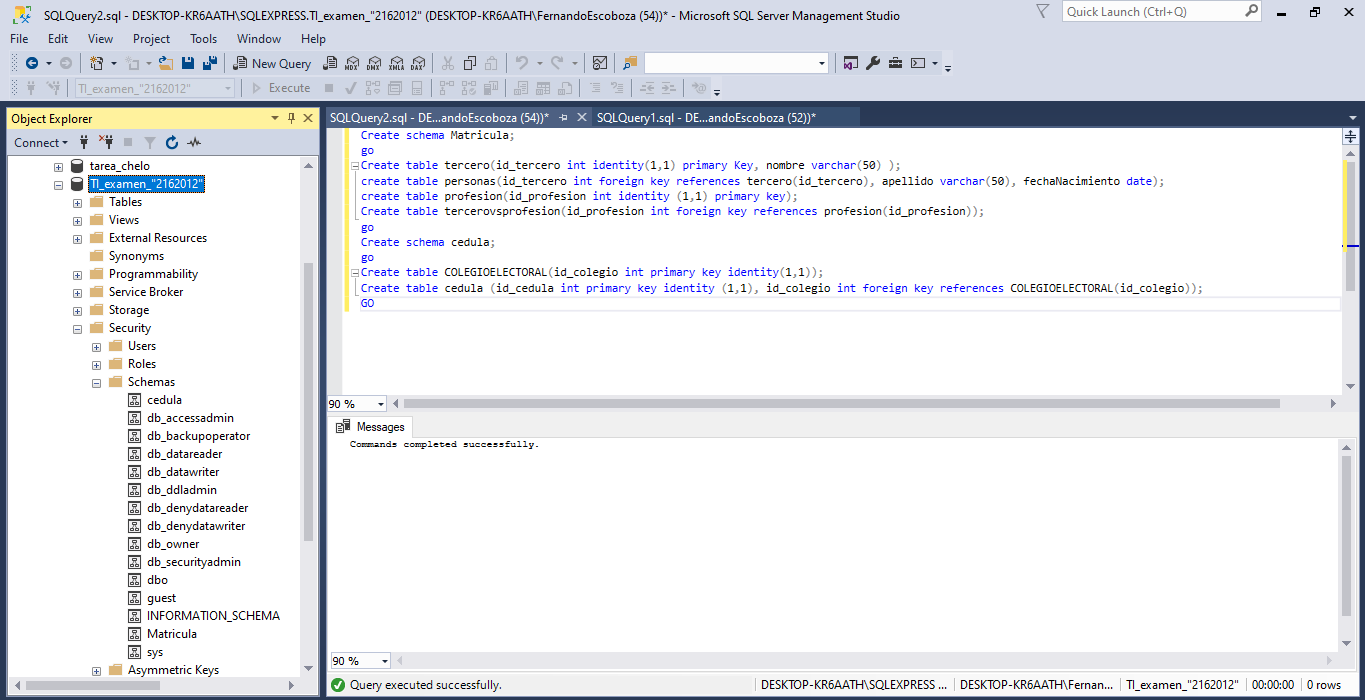 SQLQuery2.sql - DESKTOP-KR6AATH\SQLEXPRESS.TI_examen_"2162012" (DESKTOP-KR6AATH\FernandoEscoboza (54))* - Microsoft SQL Server Management Studio
Quick Launch (Ctrl+Q)
File Edit View Project Tools Window Help
New Query
MDX DMX XMLA DAX
TI_examen_"2162012"
Execute
Object Explorer
Connect
tarea_chelo
TI_examen_"2162012"
Tables
Views
External Resources
Synonyms
Programmability
Service Broker
Storage
Security
Users
Roles
Schemas
cedula
db_accessadmin
db_backupoperator
db_datareader
db_datawriter
db_ddladmin
db_denydatareader
db_denydatawriter
db_owner
db_securityadmin
dbo
guest
INFORMATION_SCHEMA
Matricula
sys
Asymmetric Keys
SQLQuery2.sql - DE...andoEscoboza (54))*
SQLQuery1.sql - DE...andoEscoboza (52))*
Create schema Matricula;
go
Create table tercero(id_tercero int identity(1,1) primary Key, nombre varchar(50) );
create table personas(id_tercero int foreign key references tercero(id_tercero), apellido varchar(50), fechaNacimiento date);
create table profesion(id_profesion int identity (1,1) primary key);
Create table tercerovsprofesion(id_profesion int foreign key references profesion(id_profesion));
go
Create schema cedula;
go
Create table COLEGIOELECTORAL(id_colegio int primary key identity(1,1));
Create table cedula (id_cedula int primary key identity (1,1), id_colegio int foreign key references COLEGIOELECTORAL(id_colegio));
GO
90 %
Messages
Commands completed successfully.
90 %
Query executed successfully.
DESKTOP-KR6AATH\SQLEXPRESS ...
DESKTOP-KR6AATH\Fernan...
TI_examen_"2162012"
00:00:00
0 rows